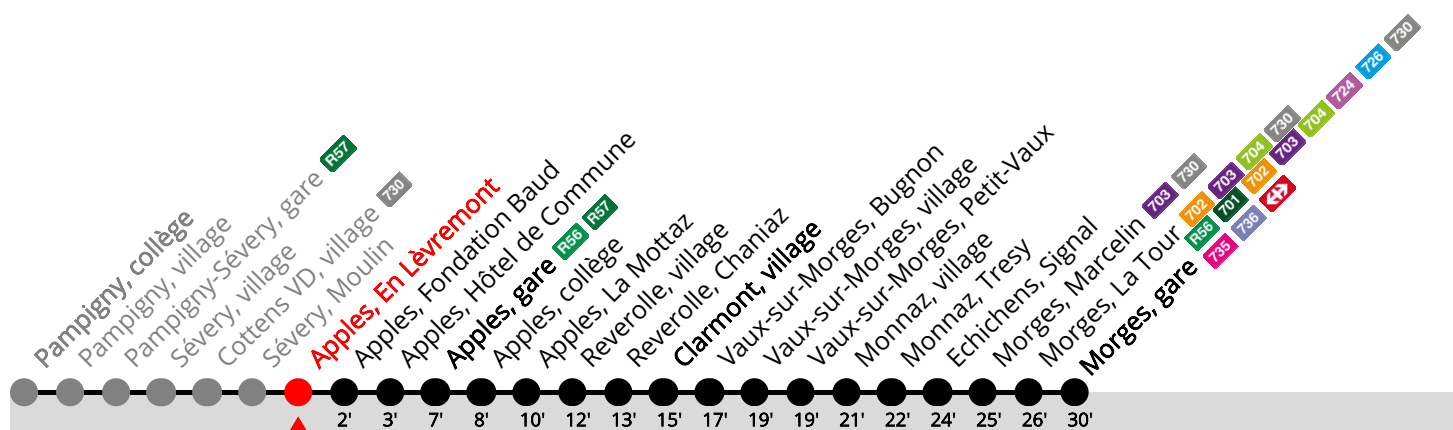 Pampigny, collège
Pampigny, village
Pampigny-Sévery, gare R57
Sévery, village
Cottens VD, village 730
Sévery, Moulin
Apples, En Lèvremont
Apples, Fondation Baud
Apples, Hôtel de Commune
Apples, gare R56 R57
Apples, collège
Apples, La Mottaz
Reverolle, village
Reverolle, Chaniaz
Clarmont, village
Vaux-sur-Morges, Bugnon
Vaux-sur-Morges, village
Vaux-sur-Morges, Petit-Vaux
Monnaz, village
Monnaz, Tresy
Echichens, Signal
Morges, Marcelin 703 730
Morges, La Tour 702 703 704 730
Morges, gare R56 701 702 703 704 724 726 730
735 736
2' 3' 7' 8' 10' 12' 13' 15' 17' 19' 19' 21' 22' 24' 25' 26' 30'